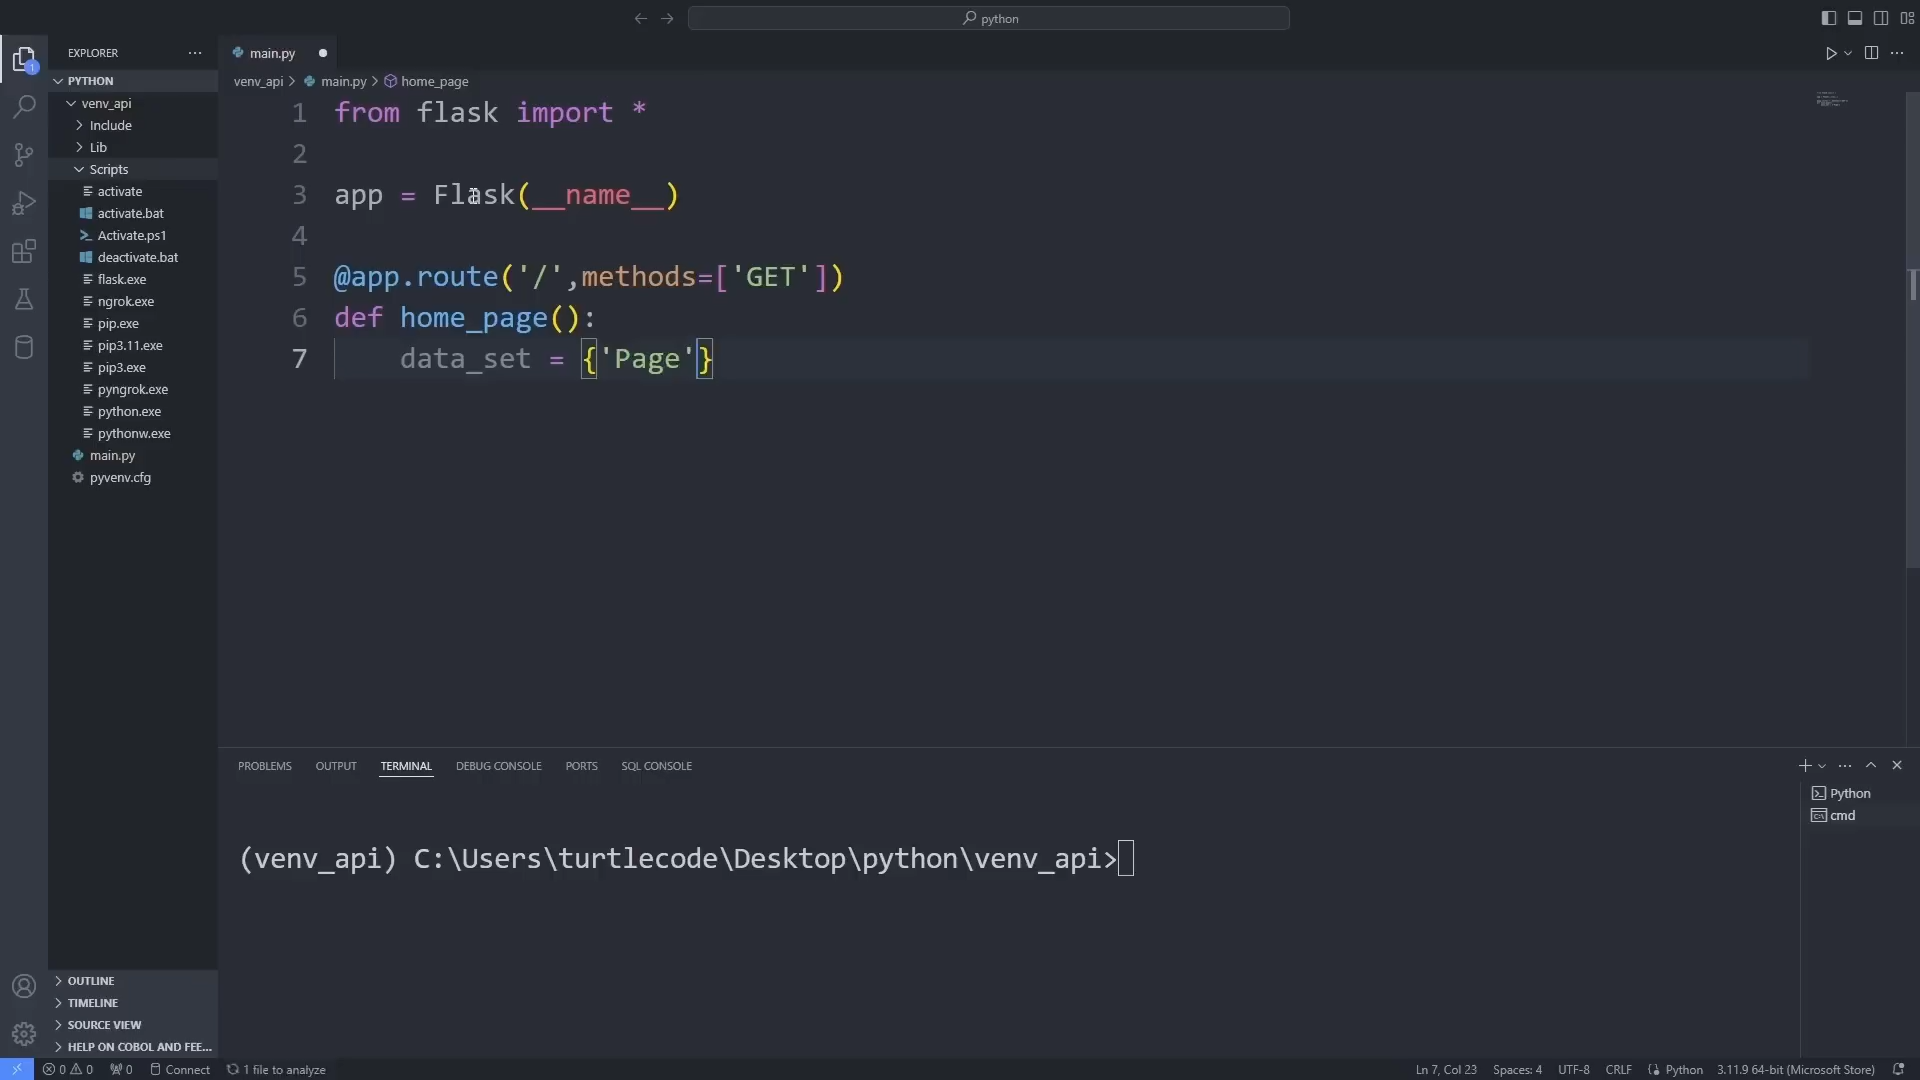 python
EXPLORER
PYTHON
venv_api
Include
Lib
Scripts
activate
activate.bat
Activate.ps1
deactivate.bat
flask.exe
ngrok.exe
pip.exe
pip3.11.exe
pip3.exe
pyngrok.exe
python.exe
pythonw.exe
main.py
pyvenv.cfg
OUTLINE
TIMELINE
SOURCE VIEW
HELP ON COBOL AND FEE...
main.py
venv_api > main.py > home_page
1 from flask import *
2
3 app = Flask(__name__)
4
5 @app.route('/',methods=['GET'])
6 def home_page():
7 data_set = {'Page'}
PROBLEMS OUTPUT TERMINAL DEBUG CONSOLE PORTS SQL CONSOLE
(venv_api) C:\Users\turtlecode\Desktop\python\venv_api>
Python
cmd
0 0 0 Connect 1 file to analyze Ln 7, Col 23 Spaces: 4 UTF-8 CRLF Python 3.11.9 64-bit (Microsoft Store)